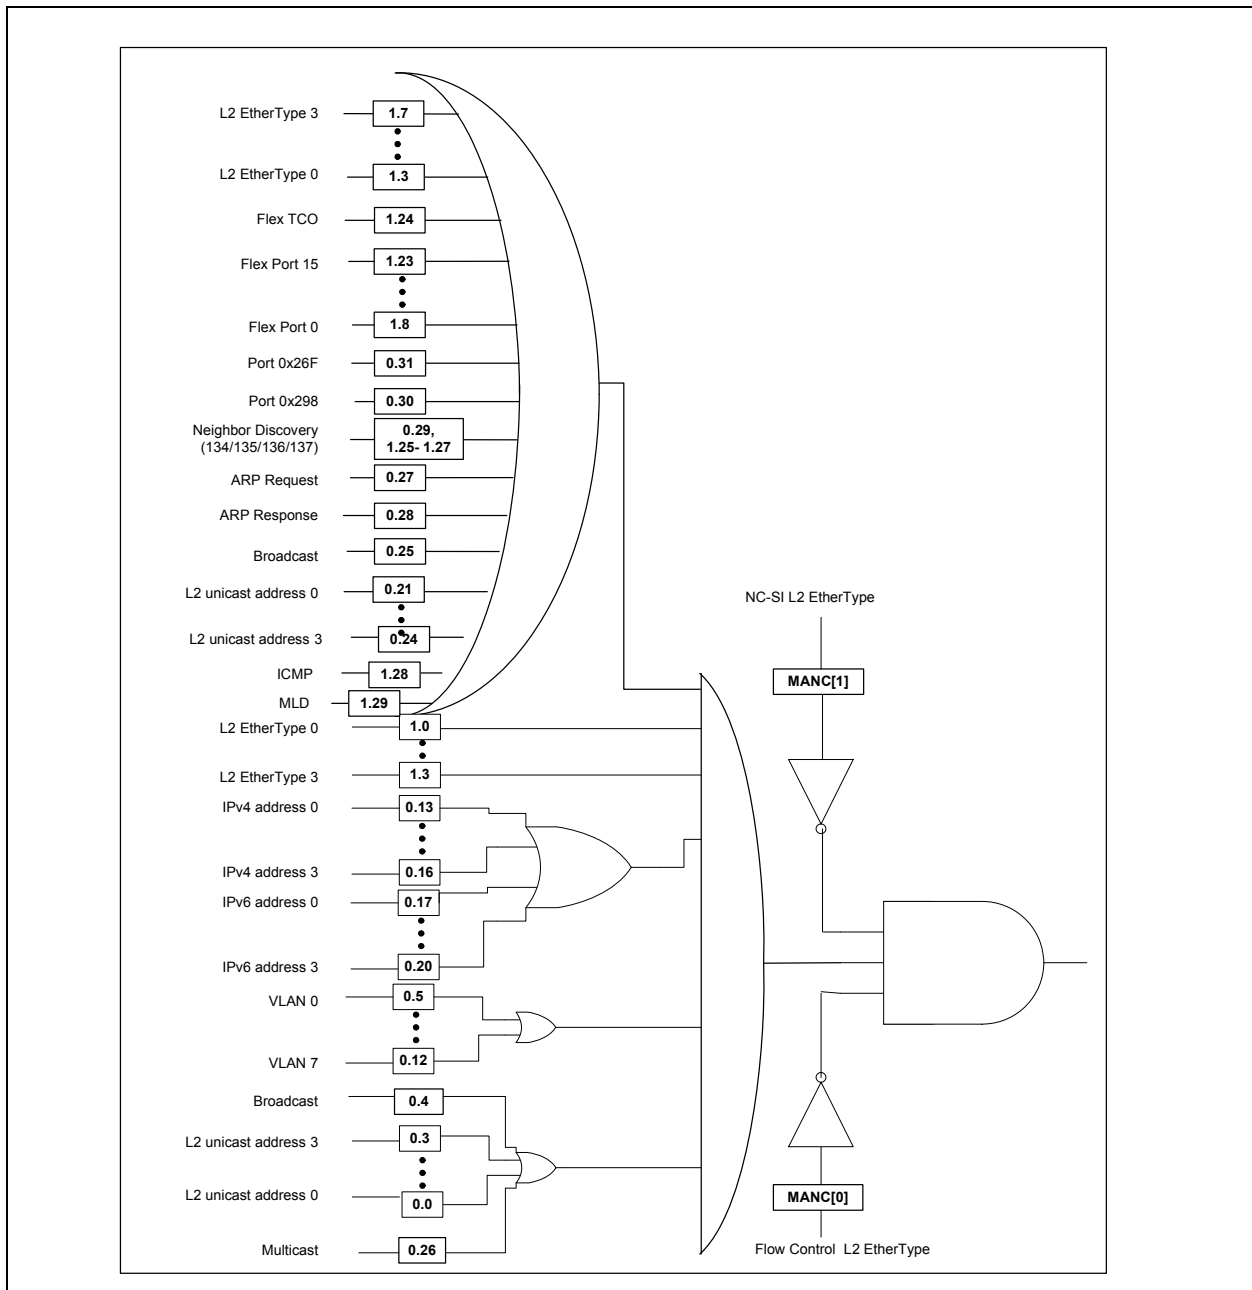 L2 EtherType 3
1.7
L2 EtherType 0
1.3
Flex TCO
1.24
Flex Port 15
1.23
Flex Port 0
1.8
Port 0x26F
0.31
Port 0x298
0.30
Neighbor Discovery
(134/135/136/137)
0.29,
1.25- 1.27
ARP Request
0.27
ARP Response
0.28
Broadcast
0.25
L2 unicast address 0
0.21
L2 unicast address 3
0.24
ICMP
1.28
MLD
1.29
L2 EtherType 0
1.0
L2 EtherType 3
1.3
IPv4 address 0
0.13
IPv4 address 3
0.16
IPv6 address 0
0.17
IPv6 address 3
0.20
VLAN 0
0.5
VLAN 7
0.12
Broadcast
0.4
L2 unicast address 3
0.3
L2 unicast address 0
0.0
Multicast
0.26
NC-SI L2 EtherType
MANC[1]
MANC[0]
Flow Control L2 EtherType